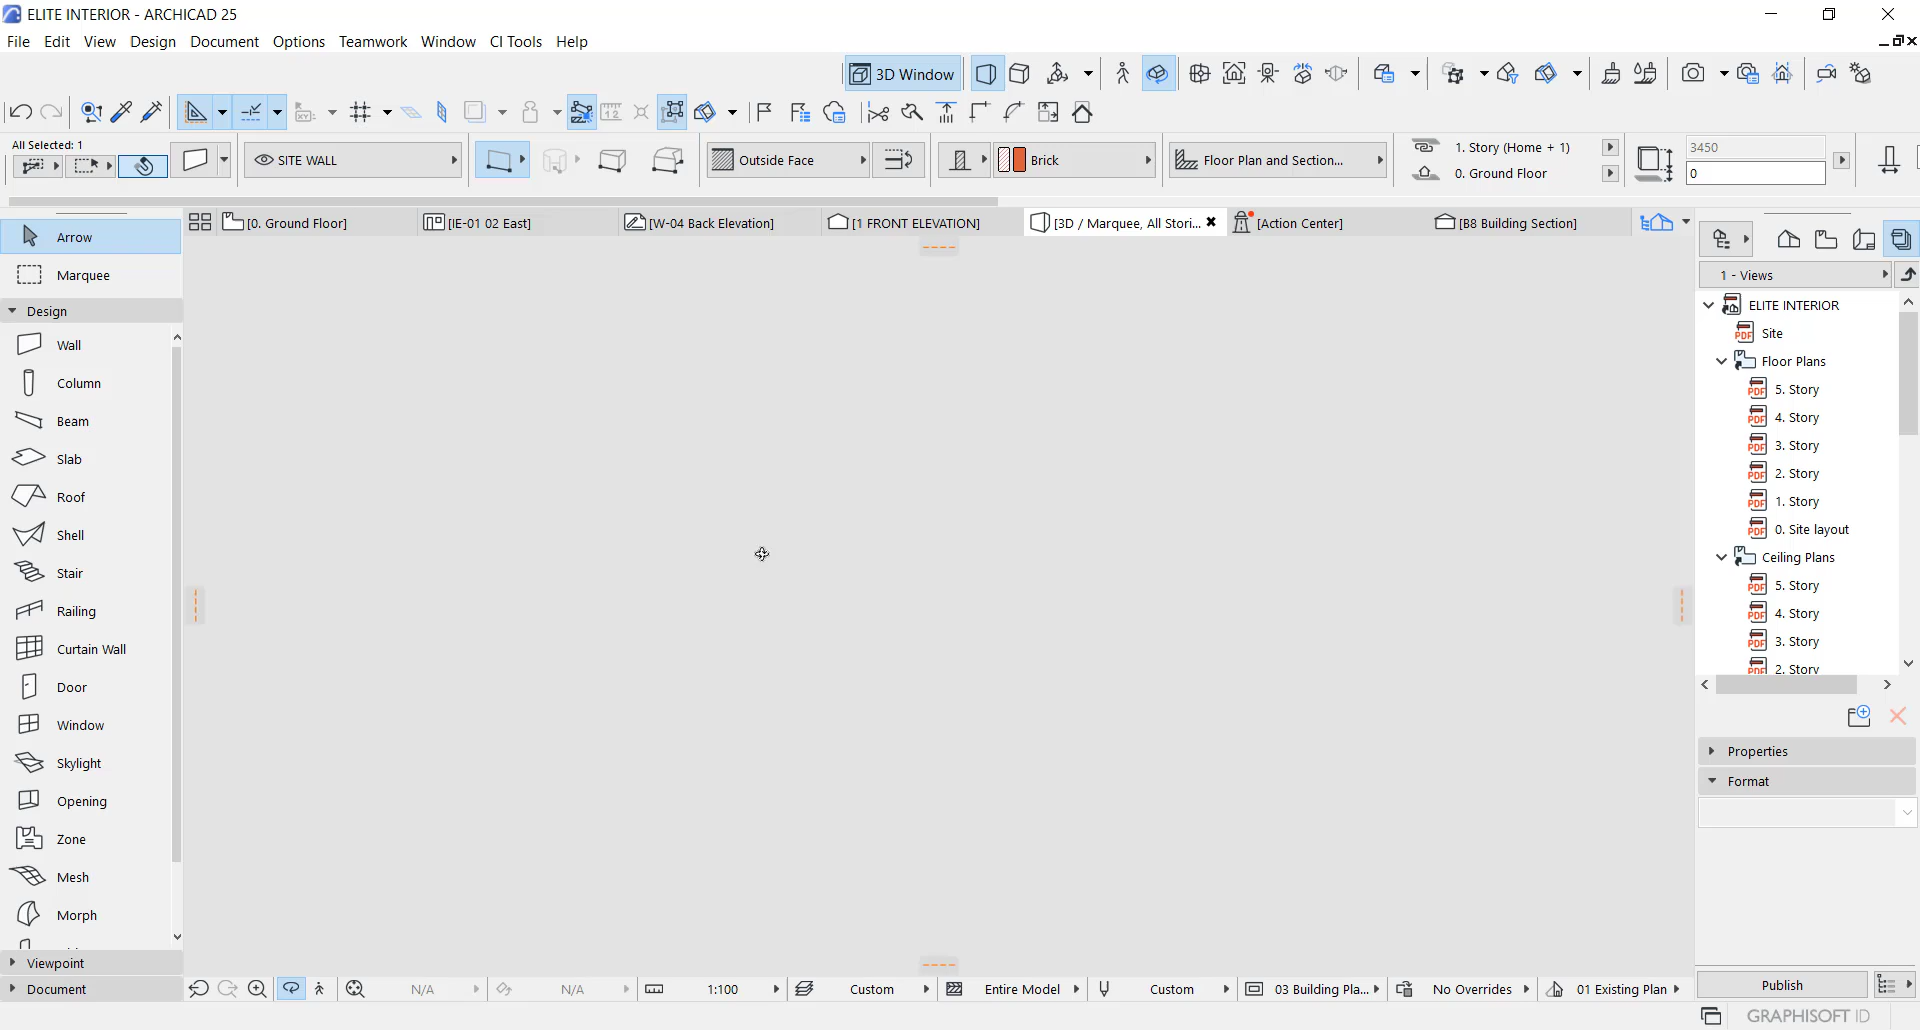 ELITE INTERIOR - ARCHICAD 25
File Edit View Design Document Options Teamwork Window CI Tools Help
3D Window
All Selected: 1
SITE WALL
Outside Face
Brick
Floor Plan and Section...
1. Story (Home + 1)
0. Ground Floor
3450
0
[0. Ground Floor]
[IE-01 02 East]
[W-04 Back Elevation]
[1 FRONT ELEVATION]
[3D / Marquee, All Stori...
[Action Center]
[B8 Building Section]
Arrow
Marquee
Design
Wall
Column
Beam
Slab
Roof
Shell
Stair
Railing
Curtain Wall
Door
Window
Skylight
Opening
Zone
Mesh
Morph
Viewpoint
Document
1 - Views
ELITE INTERIOR
Site
Floor Plans
5. Story
4. Story
3. Story
2. Story
1. Story
0. Site layout
Ceiling Plans
5. Story
4. Story
3. Story
2. Story
Properties
Format
Publish
N/A
N/A
1:100
Custom
Entire Model
Custom
03 Building Pla...
No Overrides
01 Existing Plan
GRAPHISOFT ID